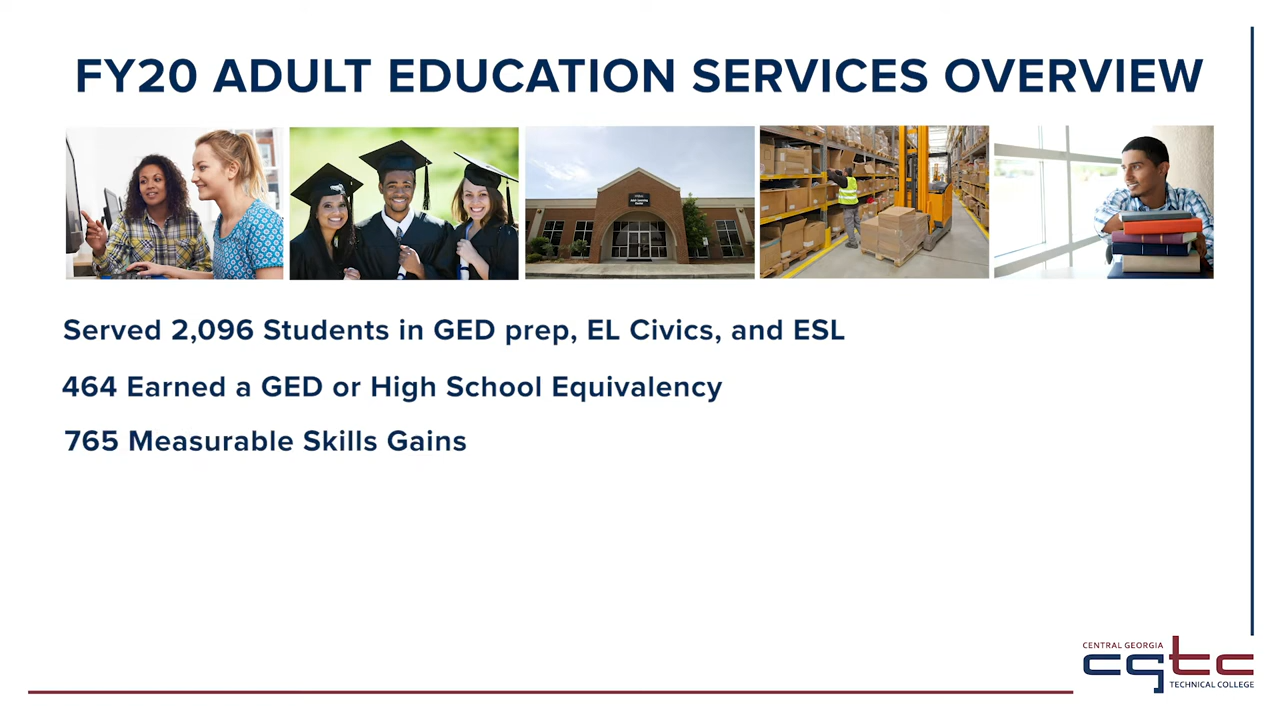 FY20 ADULT EDUCATION SERVICES OVERVIEW
Served 2,096 Students in GED prep, EL Civics, and ESL
464 Earned a GED or High School Equivalency
765 Measurable Skills Gains
CENTRAL GEORGIA
cgtc
TECHNICAL COLLEGE